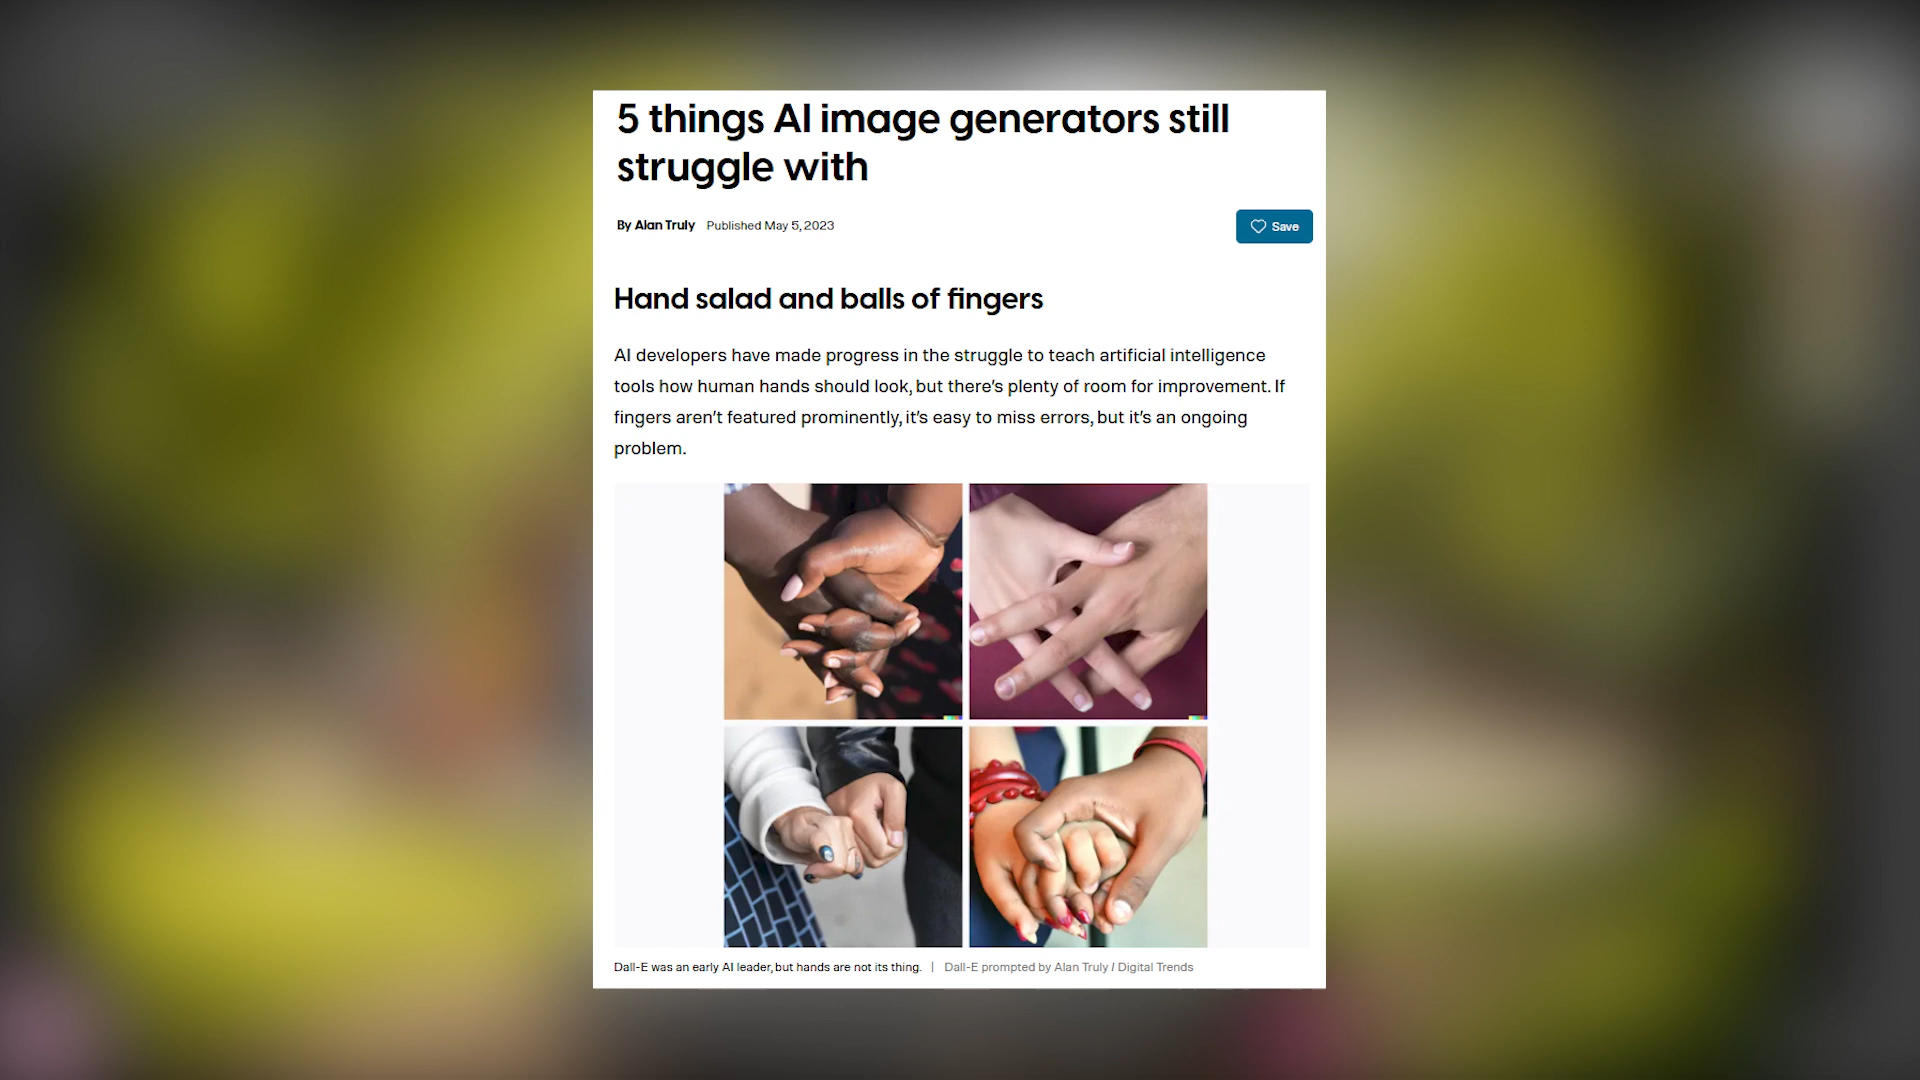 5 things AI image generators still
struggle with
By Alan Truly Published May 5, 2023
Save
Hand salad and balls of fingers
AI developers have made progress in the struggle to teach artificial intelligence
tools how human hands should look, but there's plenty of room for improvement. If
fingers aren't featured prominently, it's easy to miss errors, but it's an ongoing
problem.
Dall-E was an early AI leader, but hands are not its thing. | Dall-E prompted by Alan Truly / Digital Trends